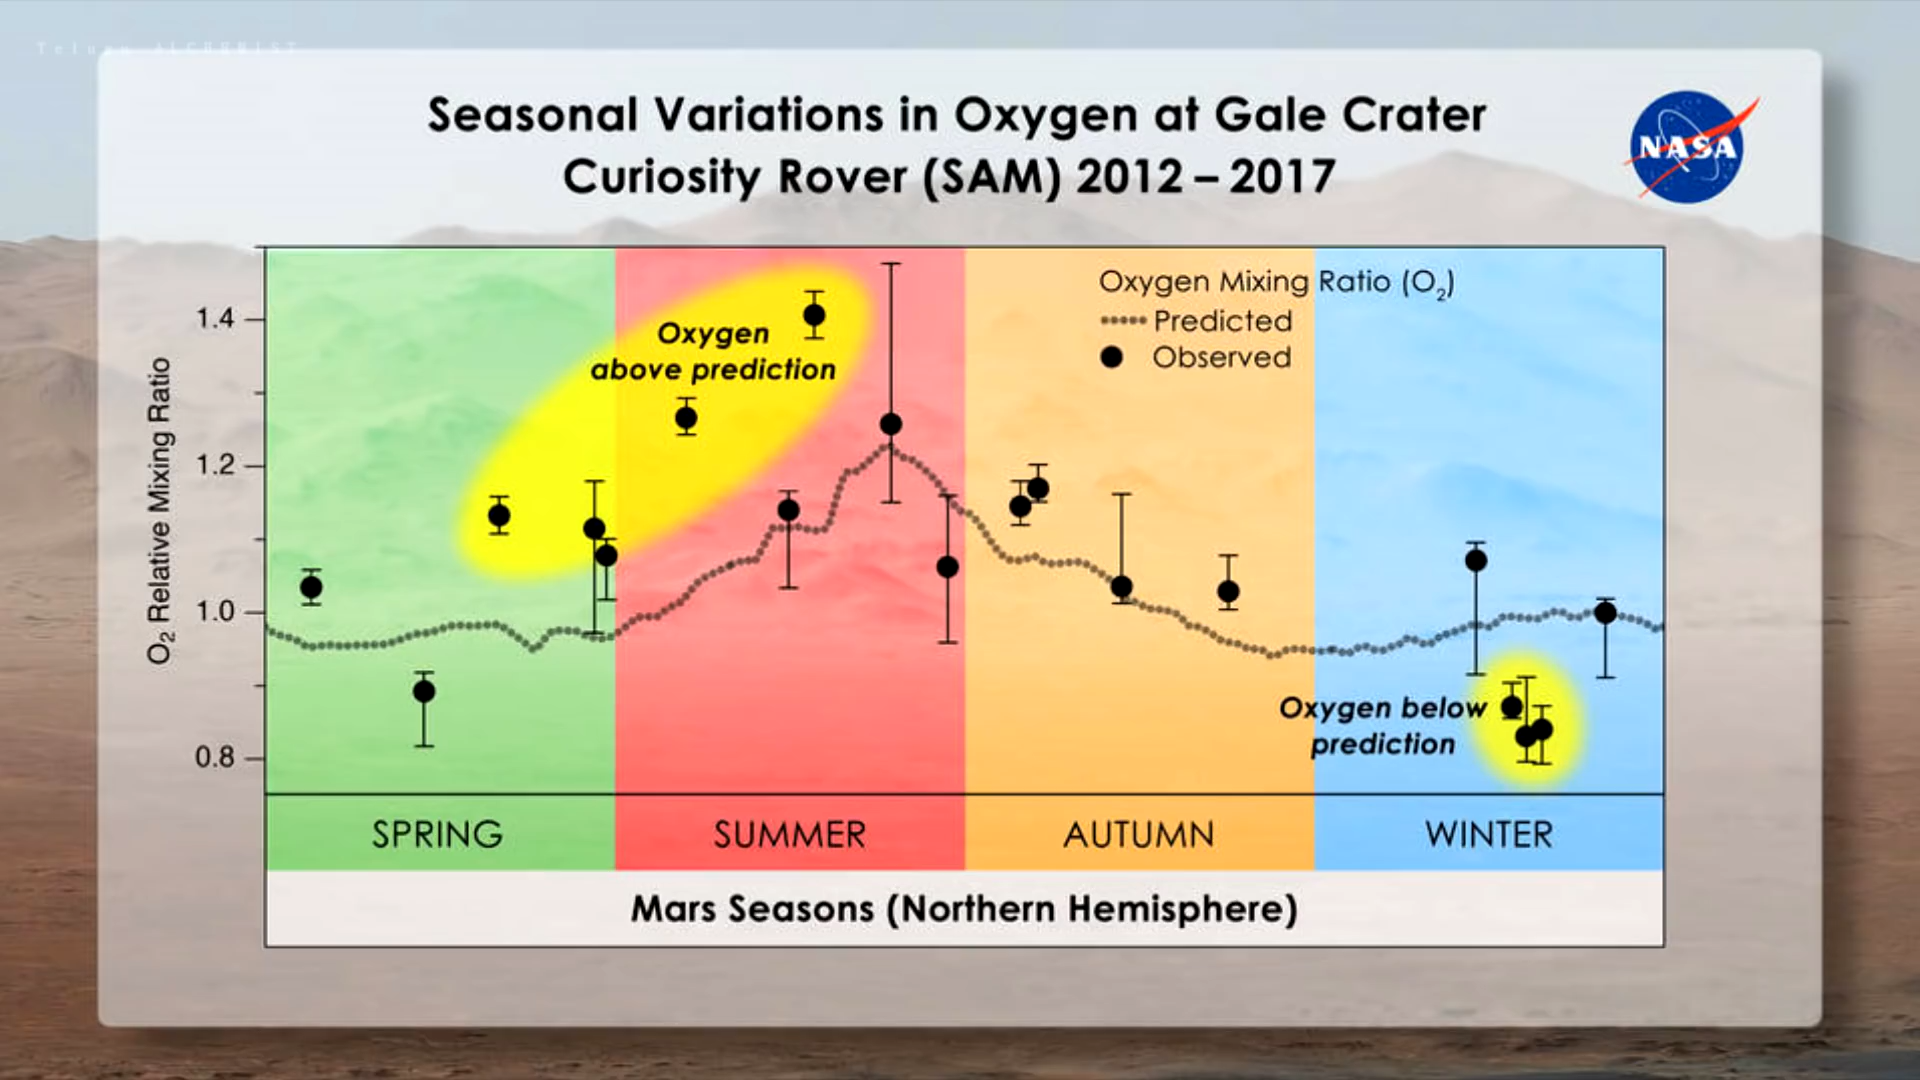 Telugu ALCHEMIST
Seasonal Variations in Oxygen at Gale Crater
Curiosity Rover (SAM) 2012 – 2017
NASA
Oxygen Mixing Ratio (O₂)
Predicted
Observed
Oxygen
above prediction
1.4
1.2
1.0
0.8
O₂ Relative Mixing Ratio
Oxygen below
prediction
SPRING
SUMMER
AUTUMN
WINTER
Mars Seasons (Northern Hemisphere)